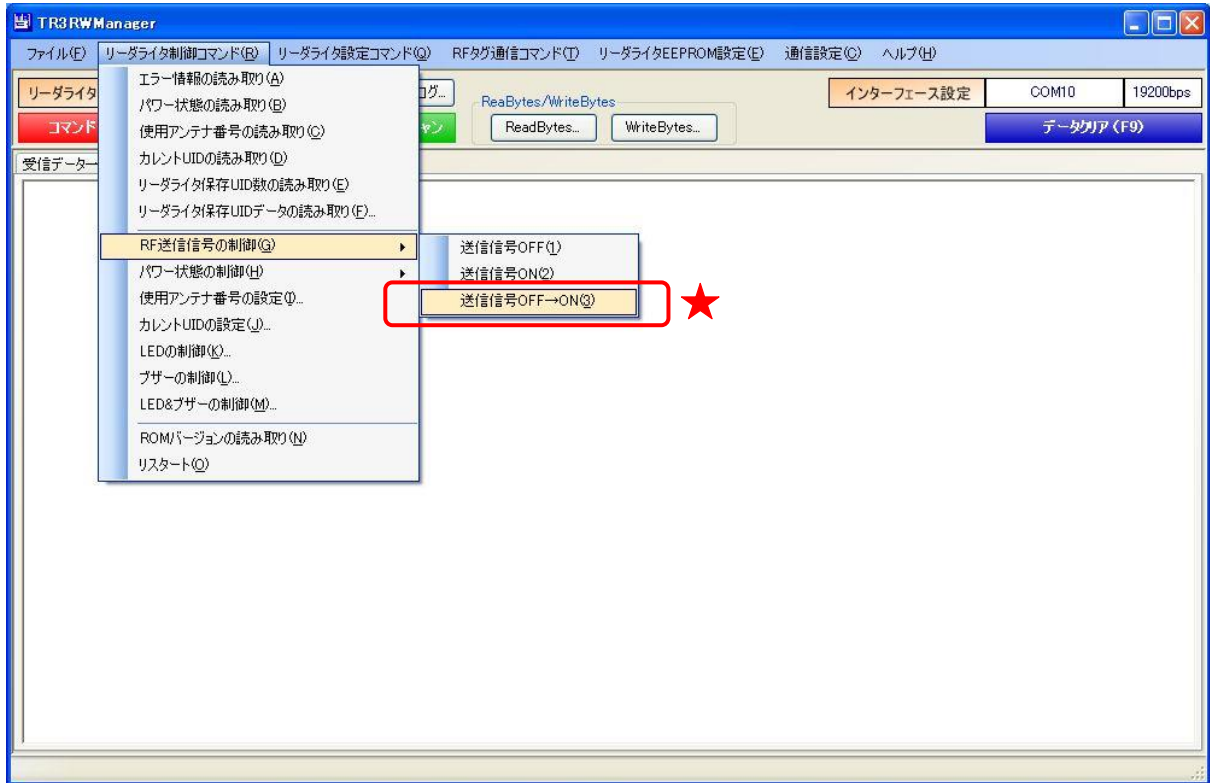 TR3RWManager
ファイル(F) リーダライタ制御コマンド(R) リーダライタ設定コマンド(Q) RFタグ通信コマンド(T) リーダライタEEPROM設定(E) 通信設定(C) ヘルプ(H)
リーダライタ
コマンド
ReaBytes/WriteBytes
ReadBytes... WriteBytes...
インターフェース設定 COM10 19200bps
データクリア(F9)
受信データ
エラー情報の読み取り(A)
パワー状態の読み取り(B)
使用アンテナ番号の読み取り(C)
カレントUIDの読み取り(D)
リーダライタ保存UID数の読み取り(E)
リーダライタ保存UIDデータの読み取り(F)...
RF送信信号の制御(G)
パワー状態の制御(H)
使用アンテナ番号の設定(I)...
カレントUIDの設定(J)...
LEDの制御(K)...
ブザーの制御(L)...
LED&ブザーの制御(M)...
ROMバージョンの読み取り(N)
リスタート(O)
送信信号OFF(1)
送信信号ON(2)
送信信号OFF→ON(3)